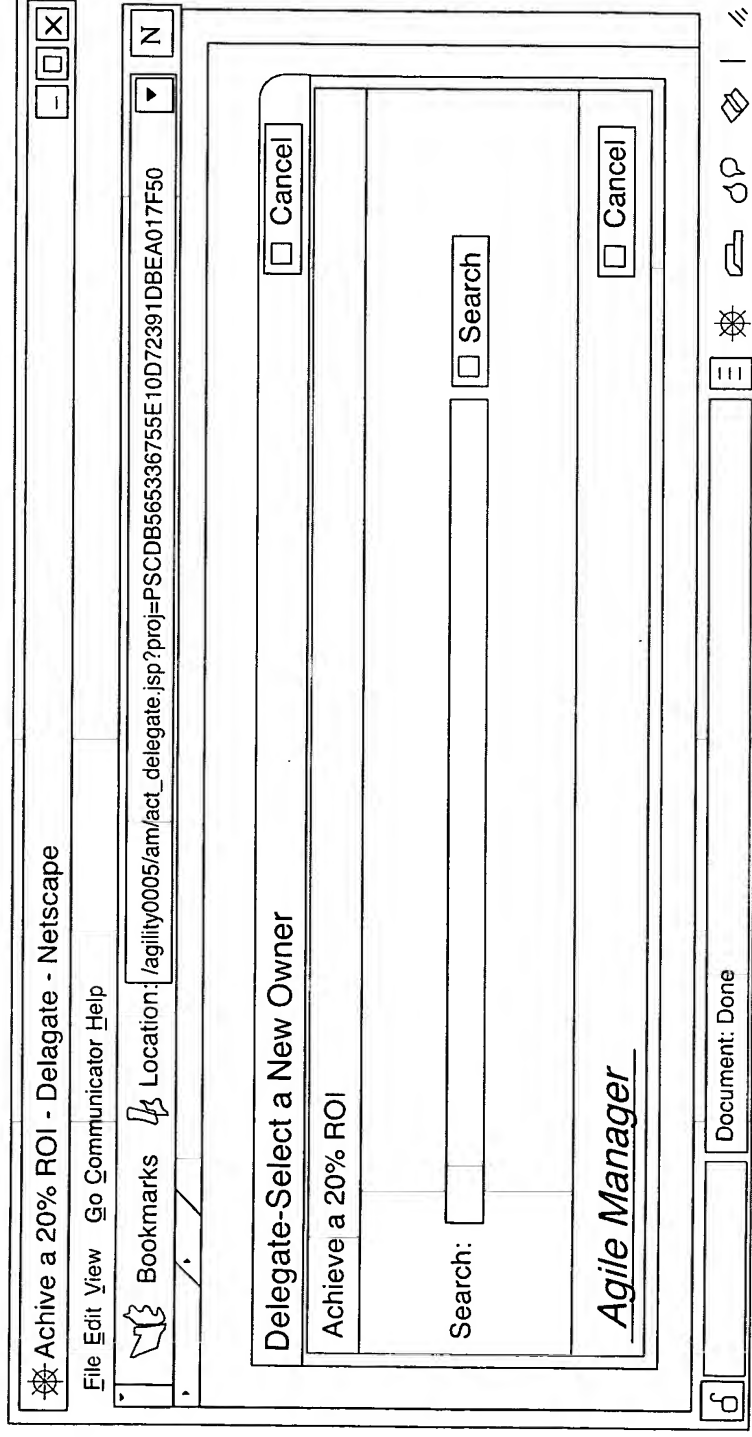 Achive a 20% ROI - Delagate - Netscape
File Edit View Go Communicator Help
Bookmarks Location: /agility0005/am/act_delegate.jsp?proj=PSCDB565336755E10D72391DBEA017F50
N
Delegate-Select a New Owner
Cancel
Achieve a 20% ROI
Search:
Search
Agile Manager
Cancel
Document: Done